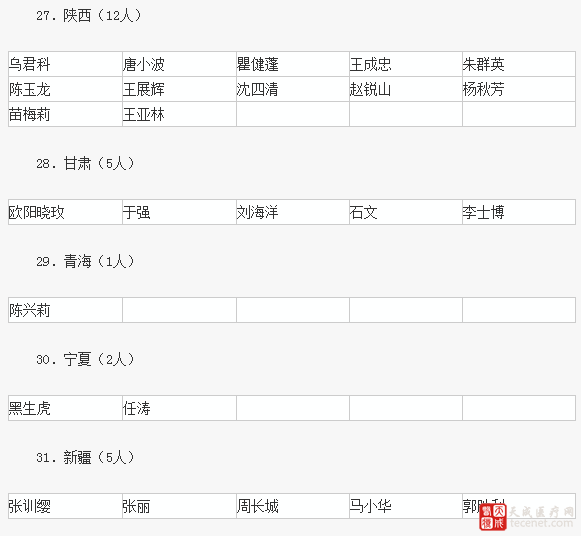 27. 陕西（12人）
乌君科 唐小波 瞿健蓬 王成忠 朱群英
陈玉龙 王展辉 沈四清 赵锐山 杨秋芳
苗梅莉 王亚林
28. 甘肃（5人）
欧阳晓玫 于强 刘海洋 石文 李士博
29. 青海（1人）
陈兴莉
30. 宁夏（2人）
黑生虎 任涛
31. 新疆（5人）
张训缨 张丽 周长城 马小华 郭胜利
天成医疗网
tecenet.com